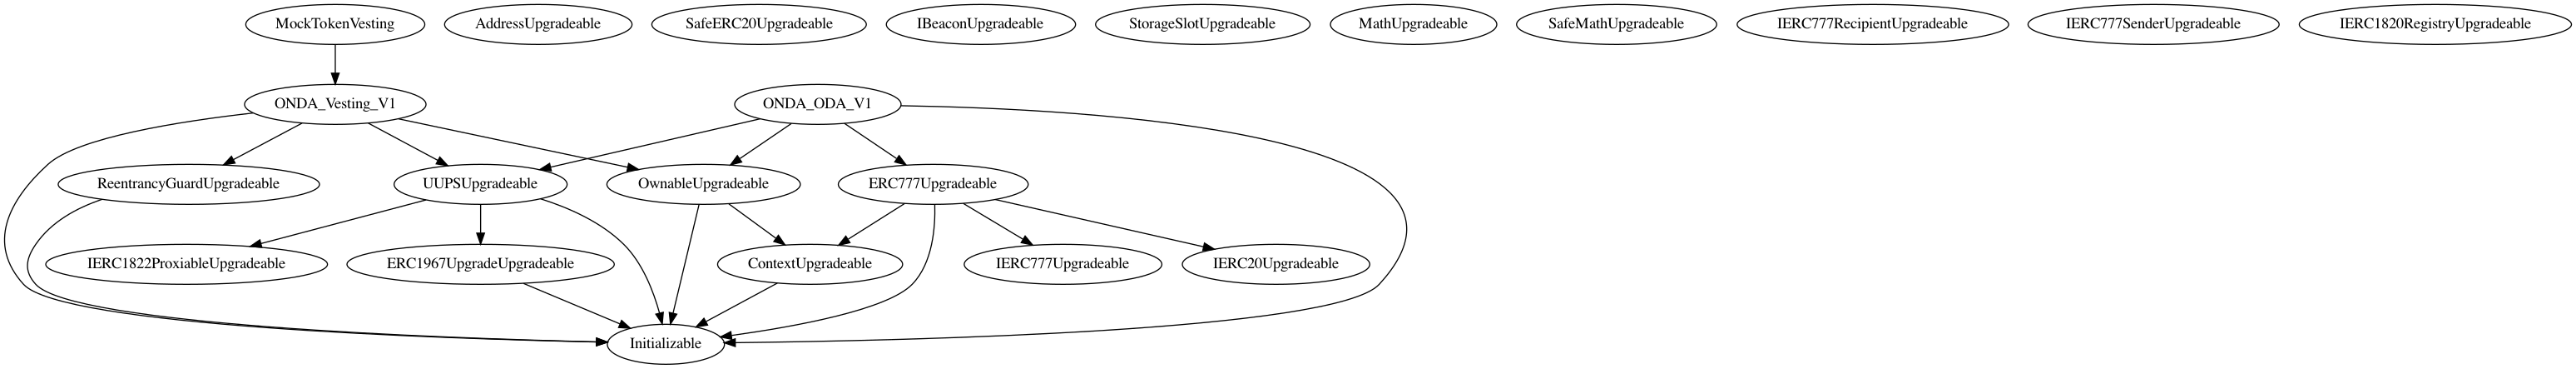 MockTokenVesting
AddressUpgradeable
SafeERC20Upgradeable
IBeaconUpgradeable
StorageSlotUpgradeable
MathUpgradeable
SafeMathUpgradeable
IERC777RecipientUpgradeable
IERC777SenderUpgradeable
IERC1820RegistryUpgradeable
ONDA_Vesting_V1
ONDA_ODA_V1
ReentrancyGuardUpgradeable
UUPSUpgradeable
OwnableUpgradeable
ERC777Upgradeable
IERC1822ProxiableUpgradeable
ERC1967UpgradeUpgradeable
ContextUpgradeable
IERC777Upgradeable
IERC20Upgradeable
Initializable